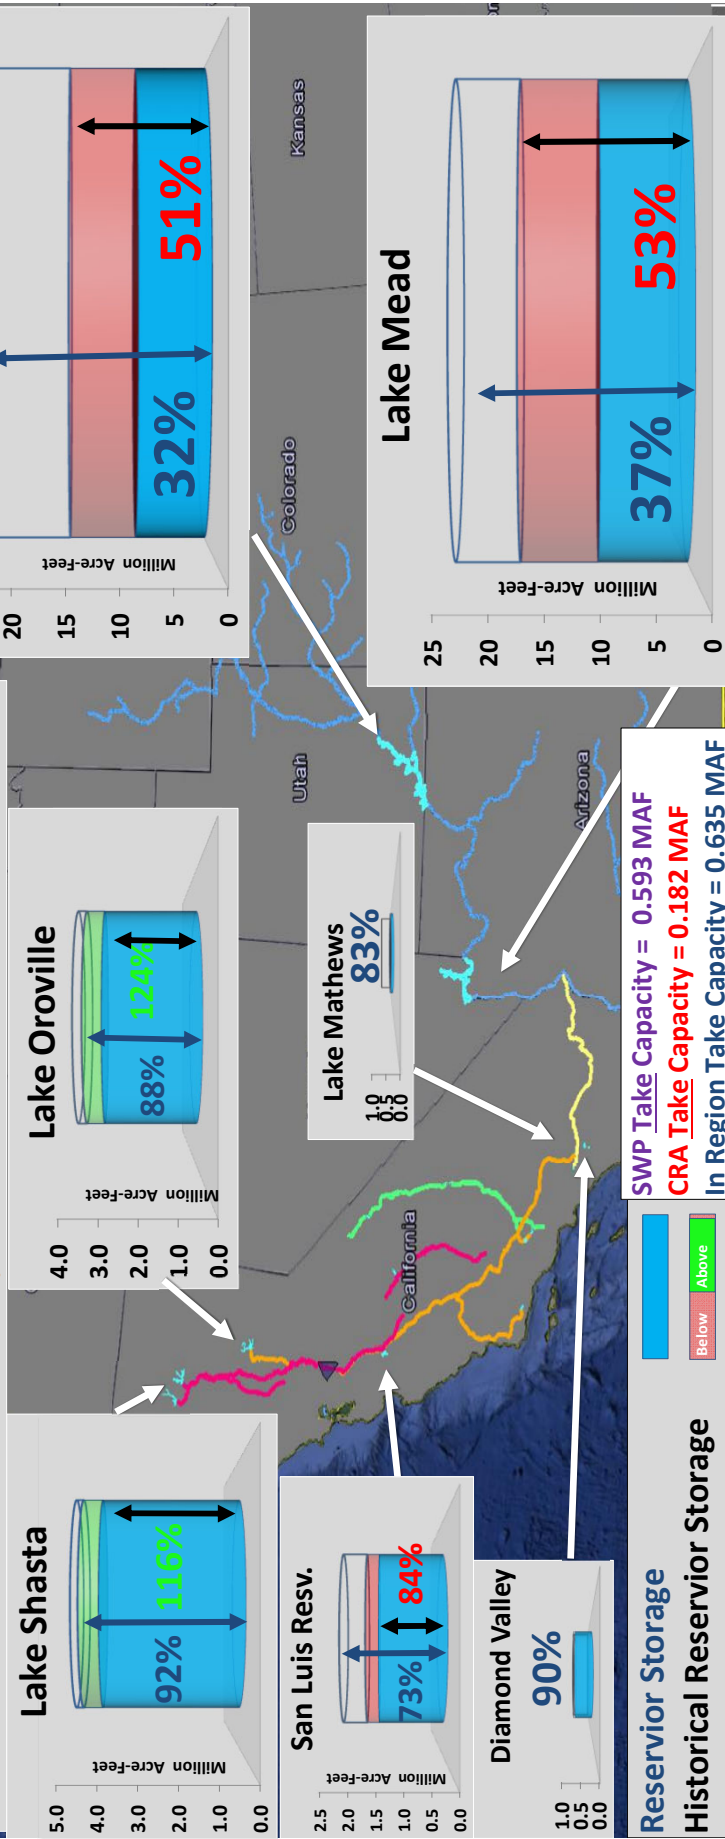 Lake Shasta
5.0
4.0
3.0
2.0
1.0
0.0
Million Acre-Feet
92%
116%
Lake Oroville
4.0
3.0
2.0
1.0
0.0
Million Acre-Feet
88%
124%
20
15
10
5
0
Million Acre-Feet
32%
51%
San Luis Resv.
2.5
2.0
1.5
1.0
0.5
0.0
Million Acre-Feet
73%
84%
Lake Mathews
1.0
0.5
0.0
83%
Lake Mead
25
20
15
10
5
0
Million Acre-Feet
37%
53%
Diamond Valley
1.0
0.5
0.0
90%
Utah
Colorado
Kansas
California
Arizona
Reservior Storage
Historical Reservior Storage
Below
Above
SWP Take Capacity = 0.593 MAF
CRA Take Capacity = 0.182 MAF
In Region Take Capacity = 0.635 MAF